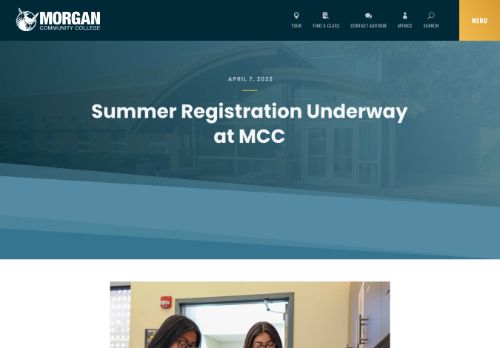 MORGAN
COMMUNITY COLLEGE
TOUR
FIND A CLASS
CONTACT ADVISOR
MYMCC
SEARCH
MENU
APRIL 7, 2022
Summer Registration Underway
at MCC